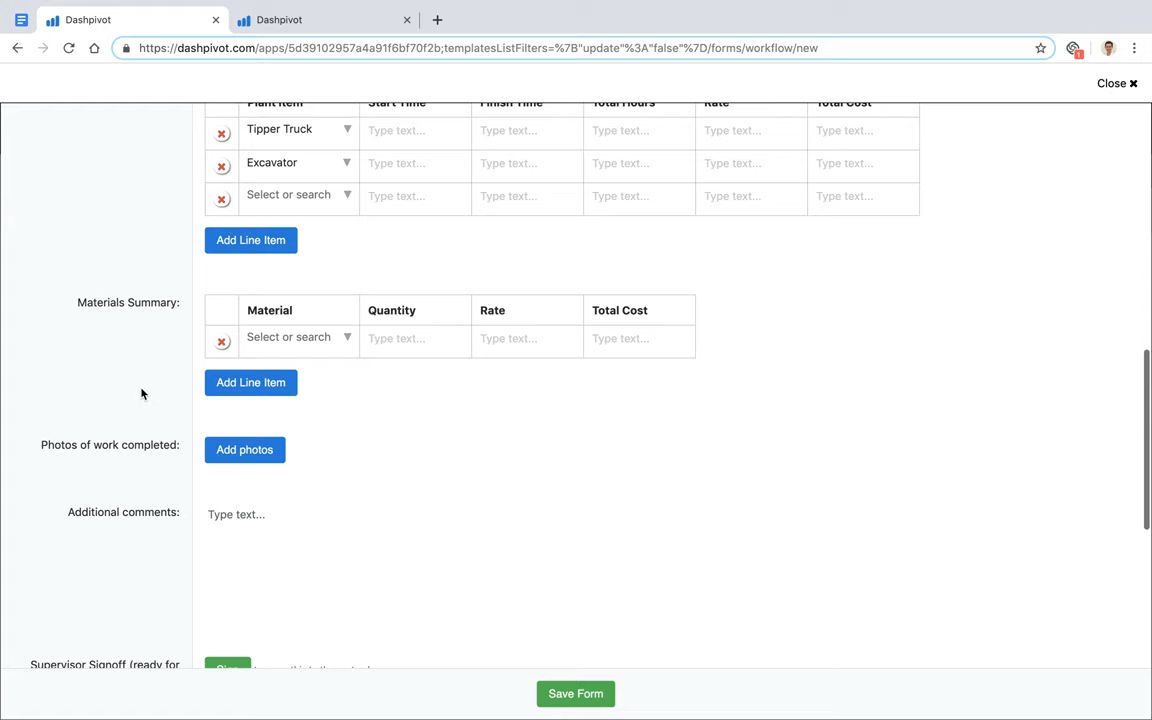 Dashpivot
Dashpivot
https://dashpivot.com/apps/5d39102957a4a91f6bf70f2b;templatesListFilters=%7B"update"%3A"false"%7D/forms/workflow/new
1
Close ✖
Plant Item Start Time Finish Time Total Hours Rate Total Cost
Tipper Truck Type text... Type text... Type text... Type text... Type text...
Excavator Type text... Type text... Type text... Type text... Type text...
Select or search Type text... Type text... Type text... Type text... Type text...
Add Line Item
Materials Summary:
Material Quantity Rate Total Cost
Select or search Type text... Type text... Type text...
Add Line Item
Photos of work completed: Add photos
Additional comments: Type text...
Supervisor Signoff (ready for Sign
Save Form